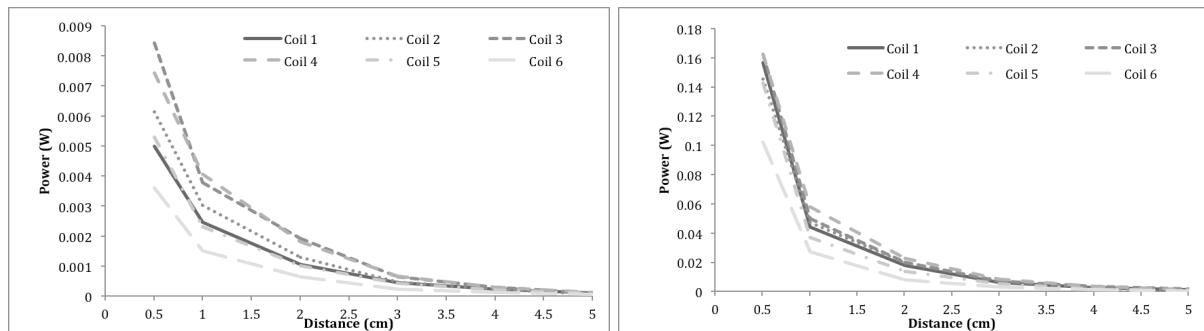 0.009
0.008
0.007
0.006
0.005
0.004
0.003
0.002
0.001
0
Power (W)
Coil 1 Coil 2 Coil 3
Coil 4 Coil 5 Coil 6
0 0.5 1 1.5 2 2.5 3 3.5 4 4.5 5
Distance (cm)
0.18
0.16
0.14
0.12
0.1
0.08
0.06
0.04
0.02
0
Power (W)
Coil 1 Coil 2 Coil 3
Coil 4 Coil 5 Coil 6
0 0.5 1 1.5 2 2.5 3 3.5 4 4.5 5
Distance (cm)